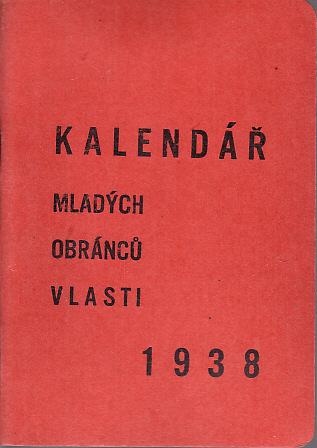 KALENDÁŘ
MLADÝCH
OBRÁNCŮ
VLASTI
1938